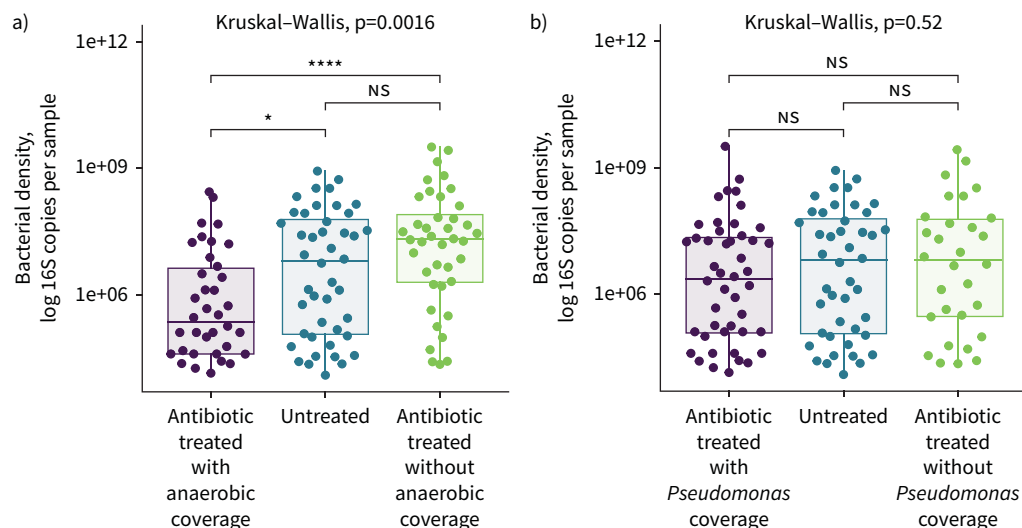 a)
Kruskal–Wallis, p=0.0016
Bacterial density,
log 16S copies per sample
1e+12
1e+09
1e+06
****
NS
*
Antibiotic
treated
with
anaerobic
coverage
Untreated
Antibiotic
treated
without
anaerobic
coverage
b)
Kruskal–Wallis, p=0.52
Bacterial density,
log 16S copies per sample
1e+12
1e+09
1e+06
NS
NS
NS
Antibiotic
treated
with
Pseudomonas
coverage
Untreated
Antibiotic
treated
without
Pseudomonas
coverage